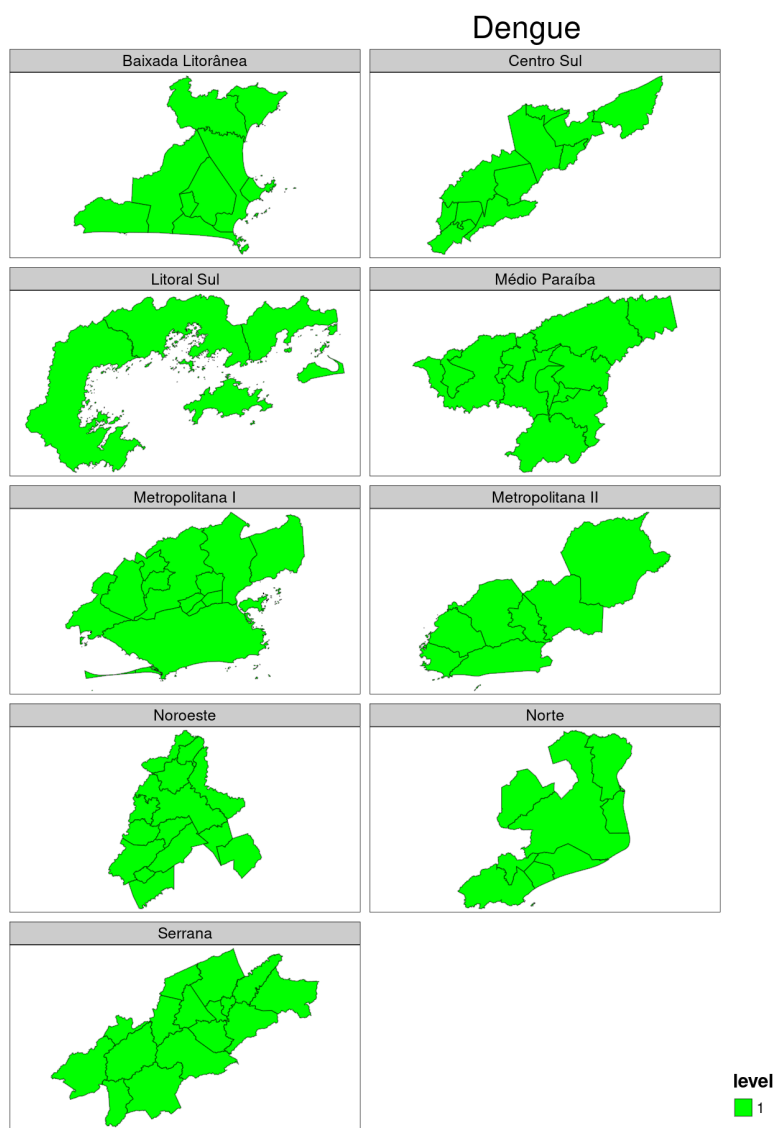 Dengue
Baixada Litorânea
Centro Sul
Litoral Sul
Médio Paraíba
Metropolitana I
Metropolitana II
Noroeste
Norte
Serrana
level
1